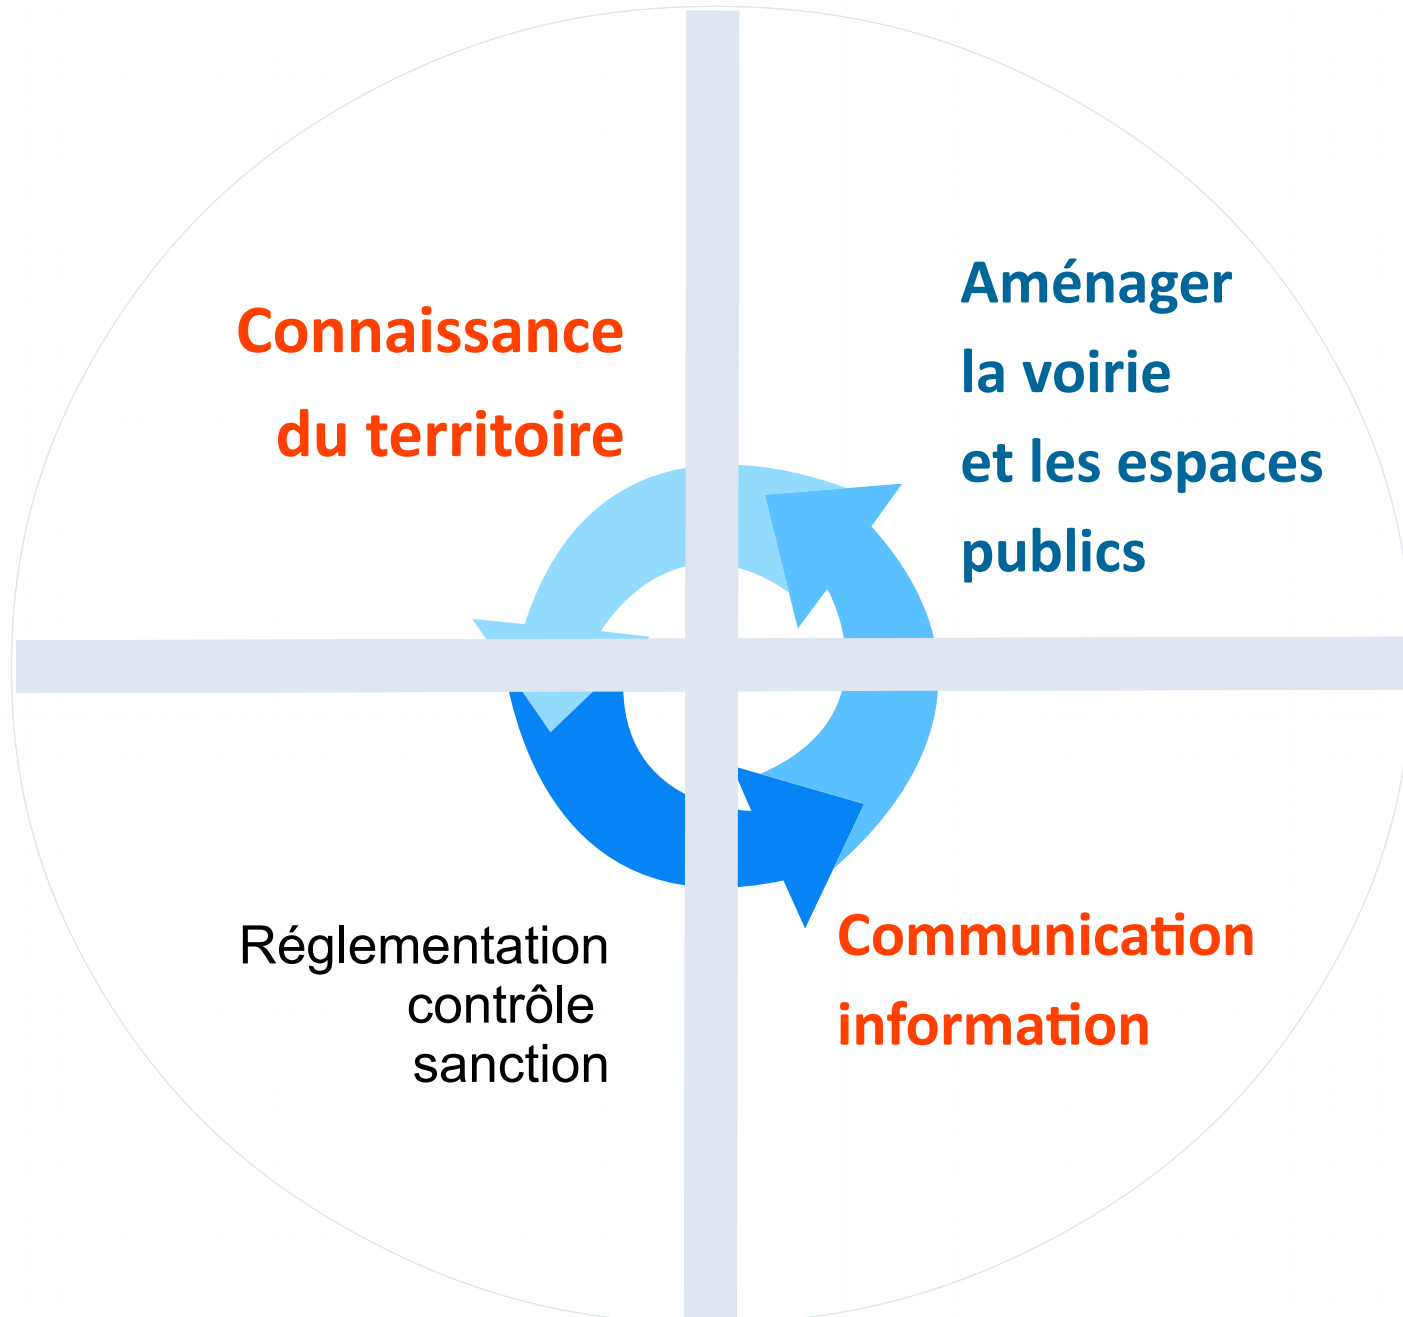 Connaissance
du territoire
Aménager
la voirie
et les espaces
publics
Réglementation
contrôle
sanction
Communication
information